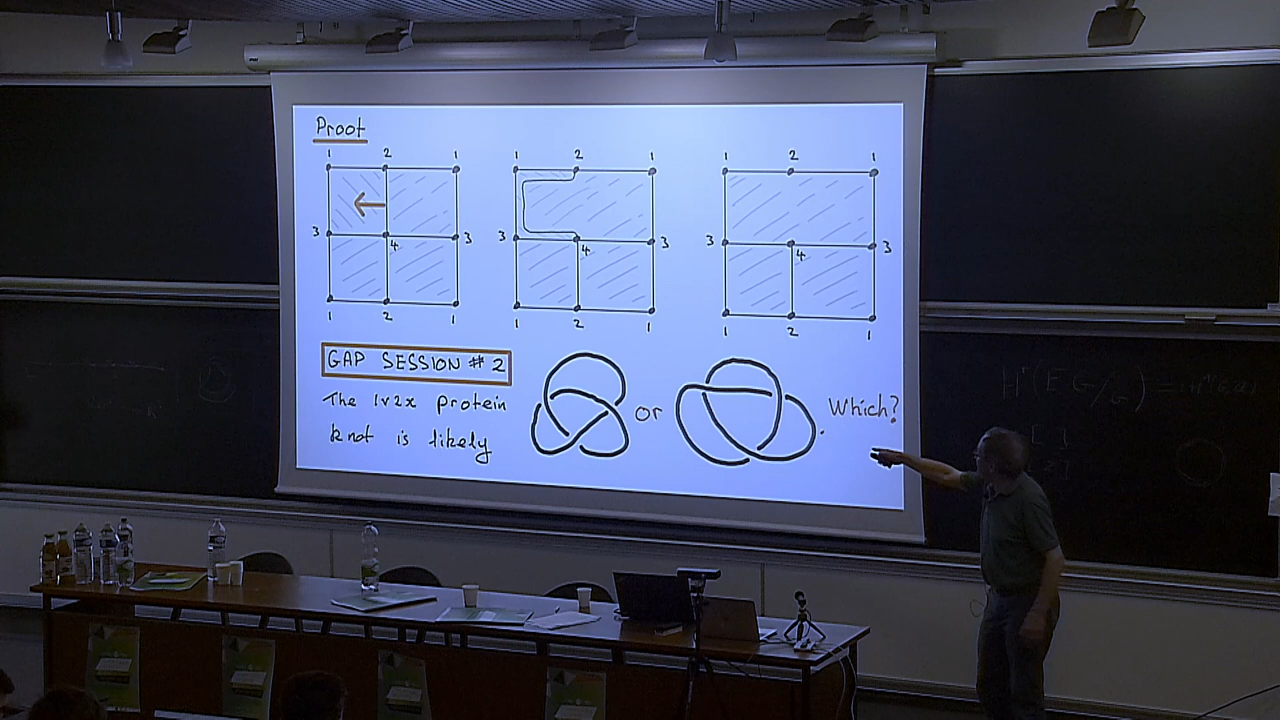 Proof
1 2 1 1 2 1 1 2 1
3 4 3 3 4 3 3 4 3
1 2 1 1 2 1 1 2 1
GAP SESSION # 2
The 1v2x protein or . Which?
knot is likely